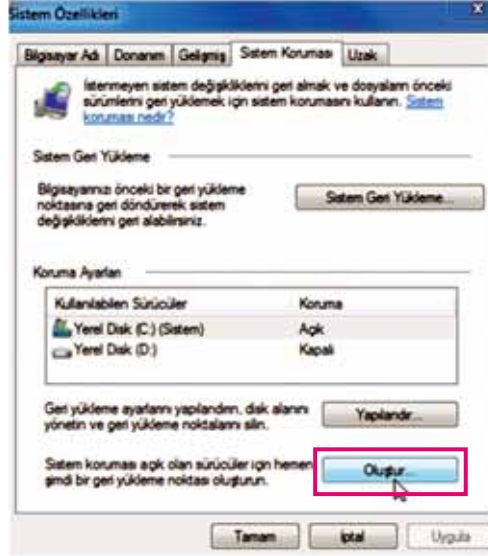 Sistem Özellikleri
Bilgisayar Adı Donanım Gelişmiş Sistem Koruması Uzak
İstenmeyen sistem değişikliklerini geri almak ve dosyaların önceki
sürümlerini geri yüklemek için sistem korumasını kullanın. Sistem
koruması nedir?
Sistem Geri Yükleme
Bilgisayarınızı önceki bir geri yükleme
noktasına geri döndürerek sistem
değişikliklerini geri alabilirsiniz.
Sistem Geri Yükleme...
Koruma Ayarları
Kullanılabilen Sürücüler Koruma
Yerel Disk (C:) (Sistem) Açık
Yerel Disk (D:) Kapalı
Geri yükleme ayarlarını yapılandırın, disk alanını
yönetin ve geri yükleme noktalarını silin.
Yapılandır...
Sistem koruması açık olan sürücüler için hemen
şimdi bir geri yükleme noktası oluşturun.
Oluştur...
Tamam İptal Uygula